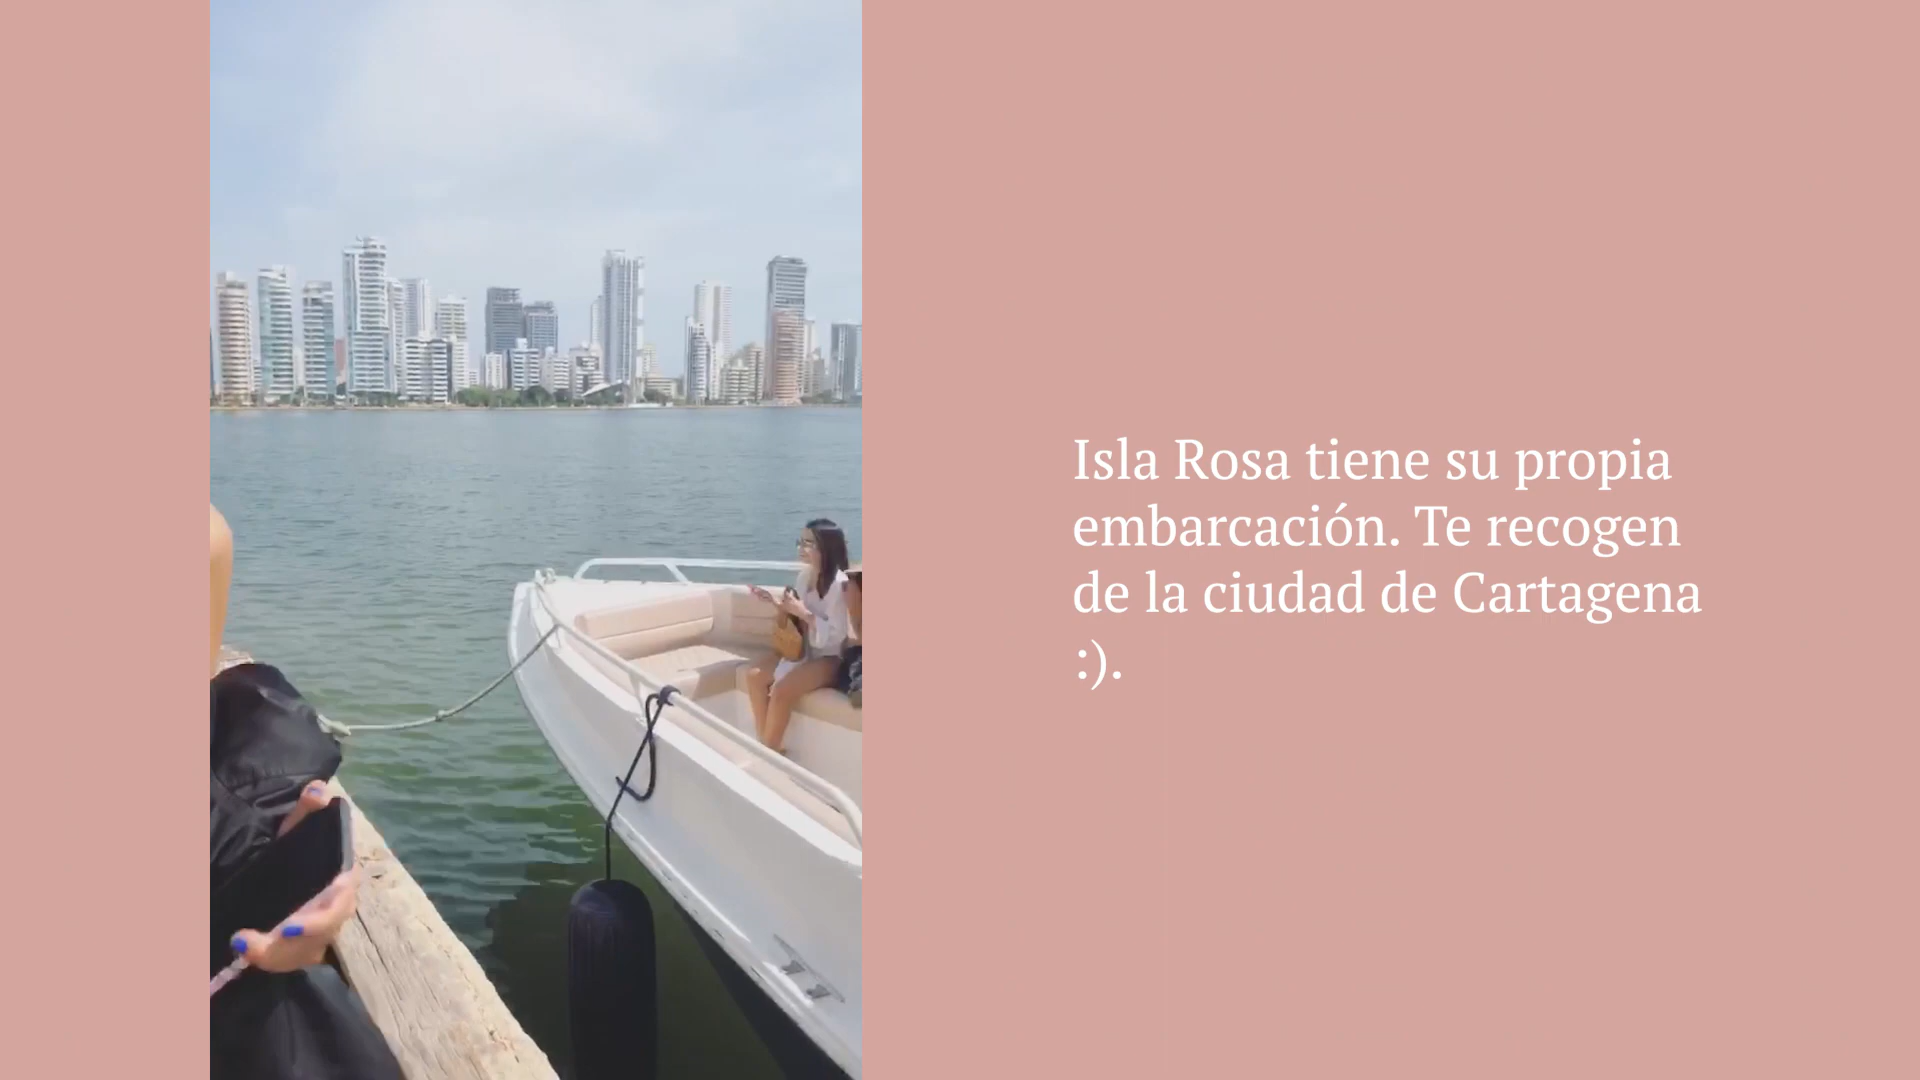 Isla Rosa tiene su propia
embarcación. Te recogen
de la ciudad de Cartagena
:).